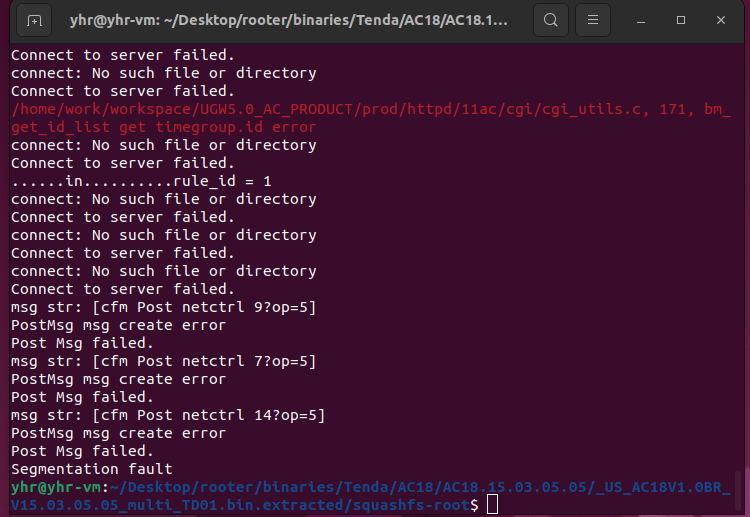 yhr@yhr-vm: ~/Desktop/rooter/binaries/Tenda/AC18/AC18.1...
Connect to server failed.
connect: No such file or directory
Connect to server failed.
/home/work/workspace/UGW5.0_AC_PRODUCT/prod/httpd/11ac/cgi/cgi_utils.c, 171, bm_
get_id_list get timegroup.id error
connect: No such file or directory
Connect to server failed.
......in..........rule_id = 1
connect: No such file or directory
Connect to server failed.
connect: No such file or directory
Connect to server failed.
connect: No such file or directory
Connect to server failed.
msg str: [cfm Post netctrl 9?op=5]
PostMsg msg create error
Post Msg failed.
msg str: [cfm Post netctrl 7?op=5]
PostMsg msg create error
Post Msg failed.
msg str: [cfm Post netctrl 14?op=5]
PostMsg msg create error
Post Msg failed.
Segmentation fault
yhr@yhr-vm:~/Desktop/rooter/binaries/Tenda/AC18/AC18.15.03.05.05/_US_AC18V1.0BR_
V15.03.05.05_multi_TD01.bin.extracted/squashfs-root$